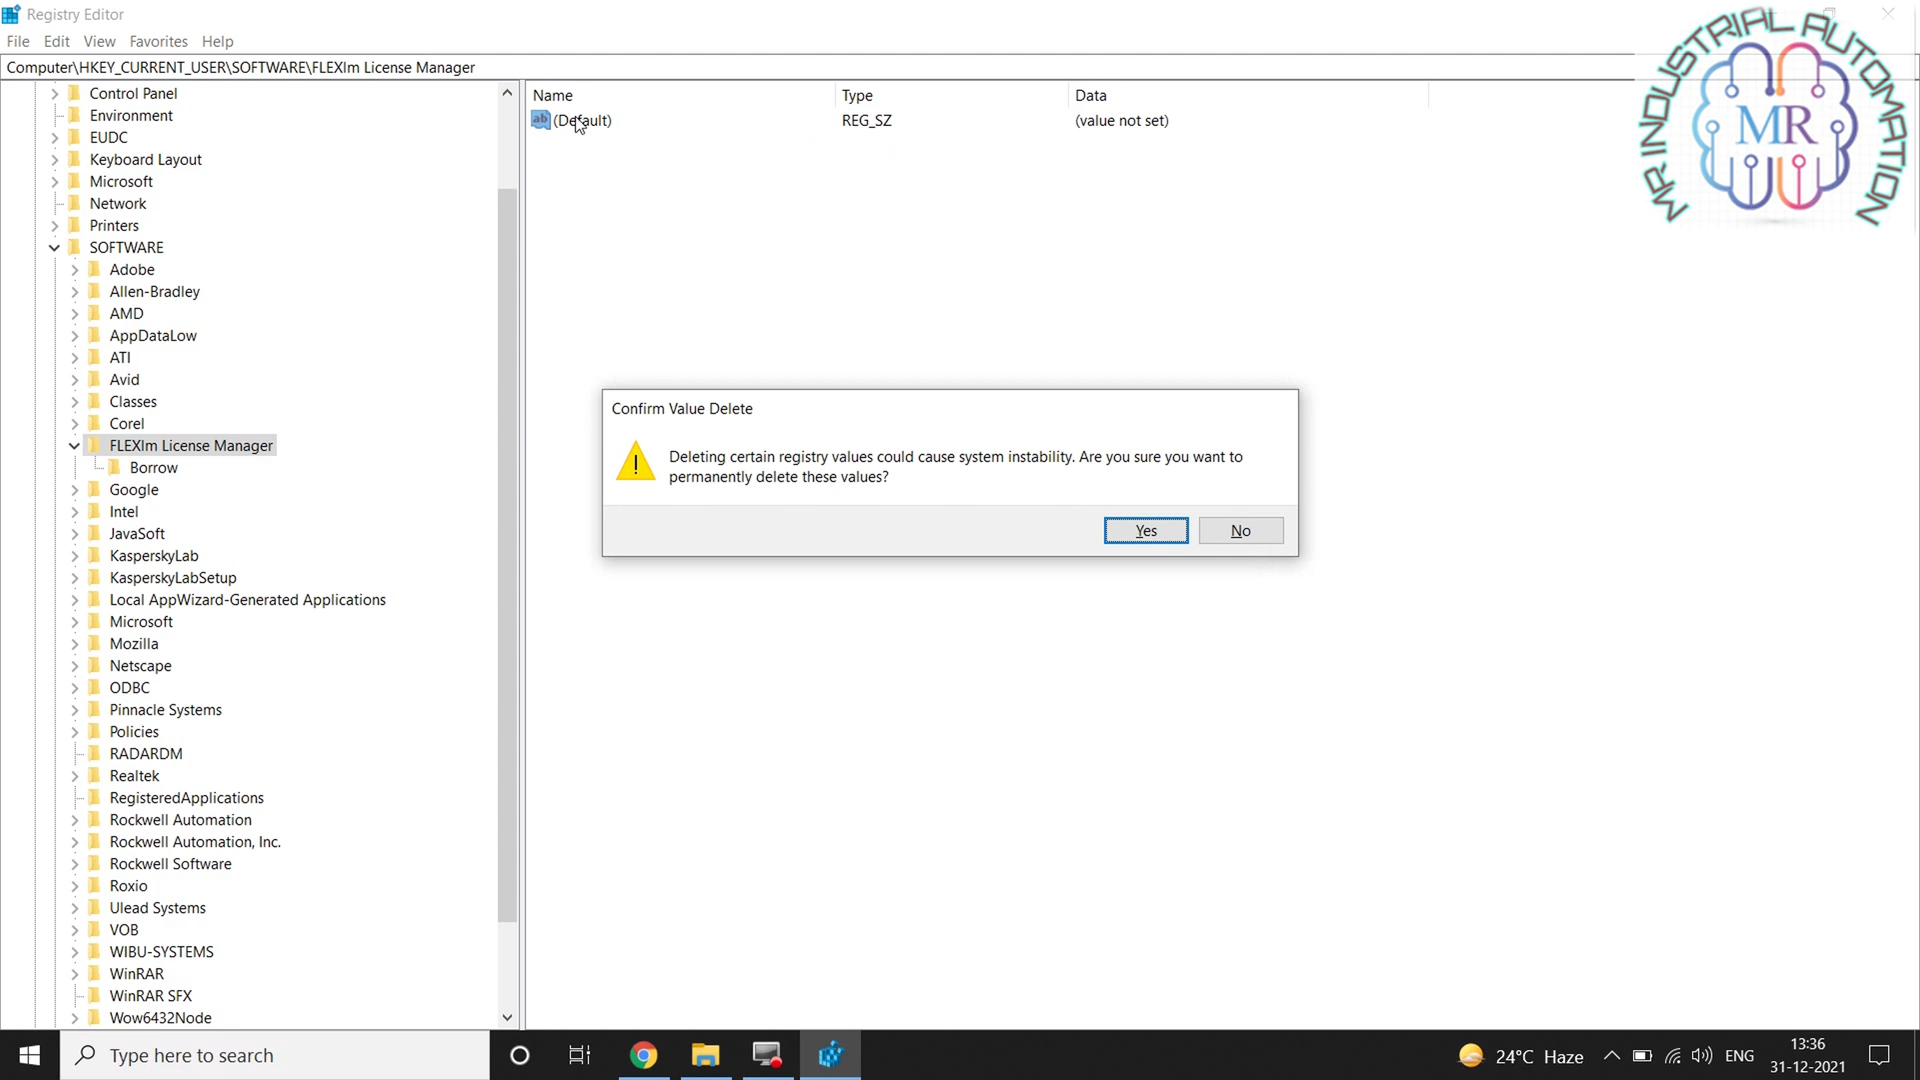 Registry Editor
File Edit View Favorites Help
Computer\HKEY_CURRENT_USER\SOFTWARE\FLEXlm License Manager
Control Panel
Environment
EUDC
Keyboard Layout
Microsoft
Network
Printers
SOFTWARE
Adobe
Allen-Bradley
AMD
AppDataLow
ATI
Avid
Classes
Corel
FLEXlm License Manager
Borrow
Google
Intel
JavaSoft
KasperskyLab
KasperskyLabSetup
Local AppWizard-Generated Applications
Microsoft
Mozilla
Netscape
ODBC
Pinnacle Systems
Policies
RADARDM
Realtek
RegisteredApplications
Rockwell Automation
Rockwell Automation, Inc.
Rockwell Software
Roxio
Ulead Systems
VOB
WIBU-SYSTEMS
WinRAR
WinRAR SFX
Wow6432Node
Name Type Data
ab (Default) REG_SZ (value not set)
Confirm Value Delete
Deleting certain registry values could cause system instability. Are you sure you want to
permanently delete these values?
Yes No
MR INDUSTRIAL AUTOMATION
MR
Type here to search
24°C Haze
ENG
13:36
31-12-2021